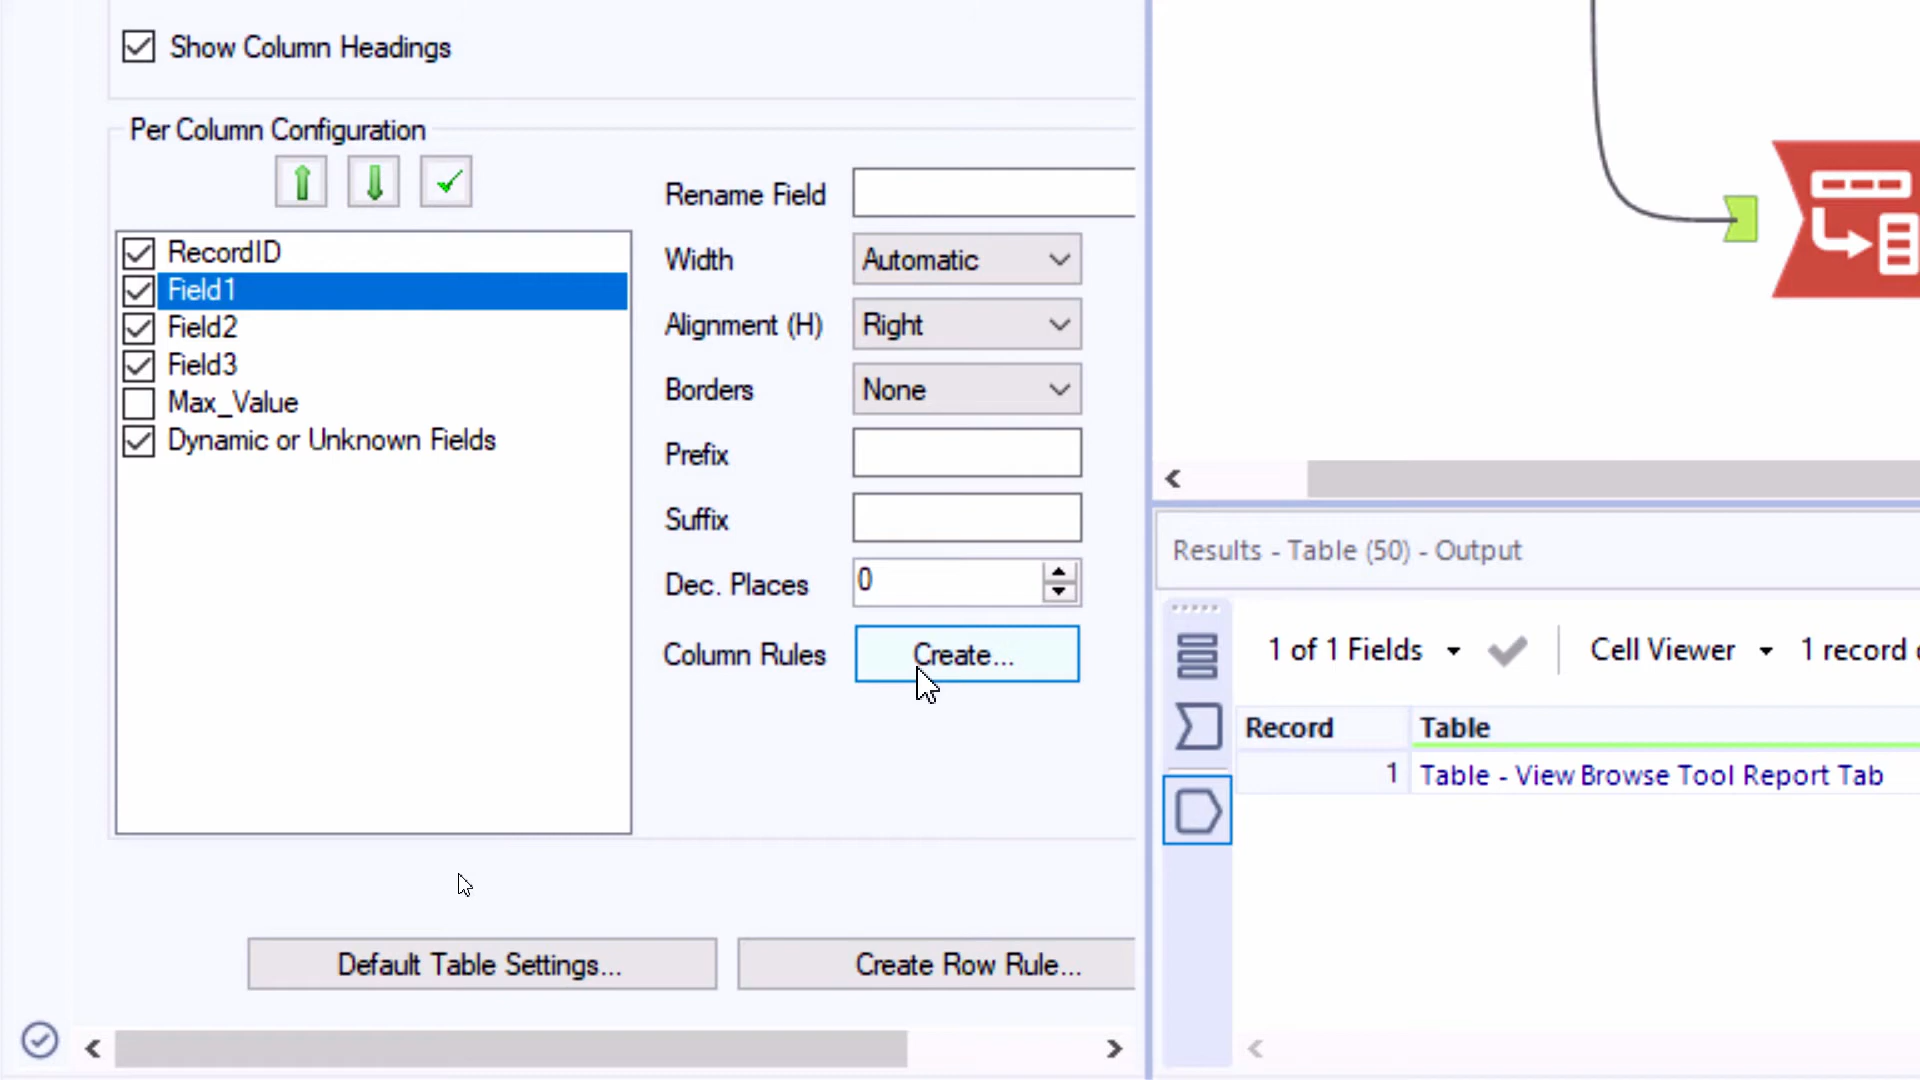 Show Column Headings
Per Column Configuration
RecordID
Field1
Field2
Field3
Max_Value
Dynamic or Unknown Fields
Rename Field
Width Automatic
Alignment (H) Right
Borders None
Prefix
Suffix
Dec. Places 0
Column Rules Create...
Default Table Settings... Create Row Rule...
Results - Table (50) - Output
1 of 1 Fields Cell Viewer 1 record
Record Table
1 Table - View Browse Tool Report Tab